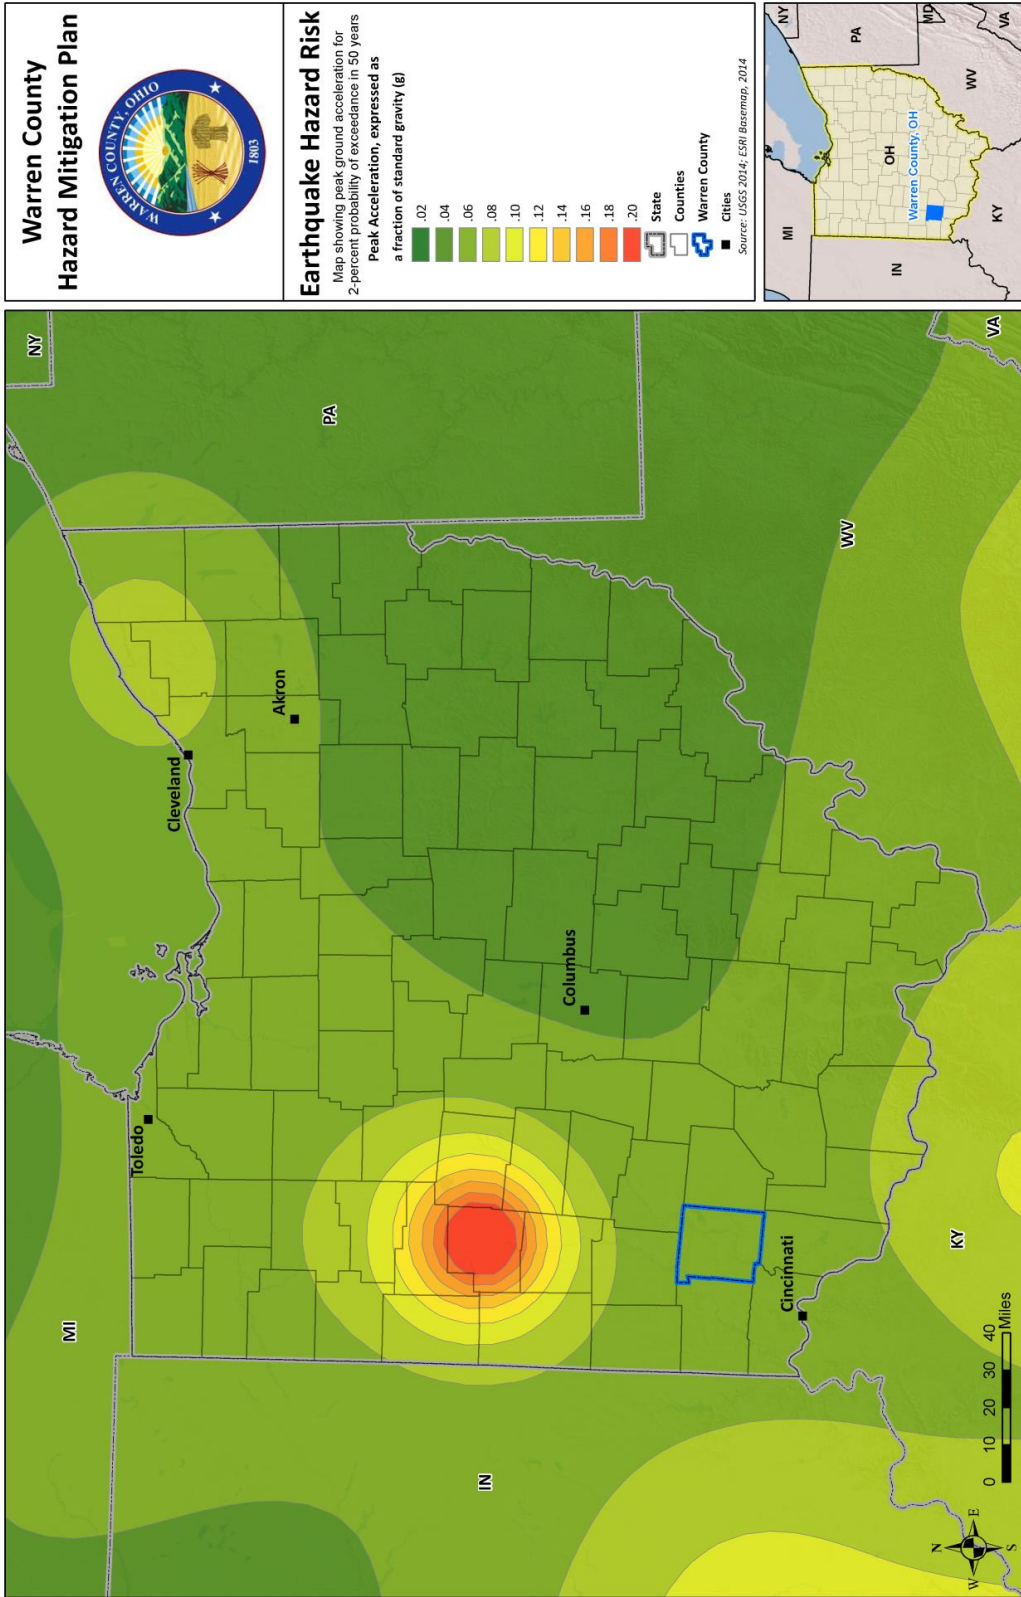 Warren County
Hazard Mitigation Plan
WARREN COUNTY, OHIO
1803
Earthquake Hazard Risk
Map showing peak ground acceleration for
2-percent probability of exceedance in 50 years
Peak Acceleration, expressed as
a fraction of standard gravity (g)
.02
.04
.06
.08
.10
.12
.14
.16
.18
.20
State
Counties
Warren County
Cities
Source: USGS 2014; ESRI Basemap, 2014
MI
NY
PA
MD
OH
IN
Warren County, OH
WV
KY
VA
NY
MI
PA
Toledo
Cleveland
Akron
IN
Columbus
WV
Cincinnati
KY
VA
N
W
E
S
0 10 20 30 40
Miles